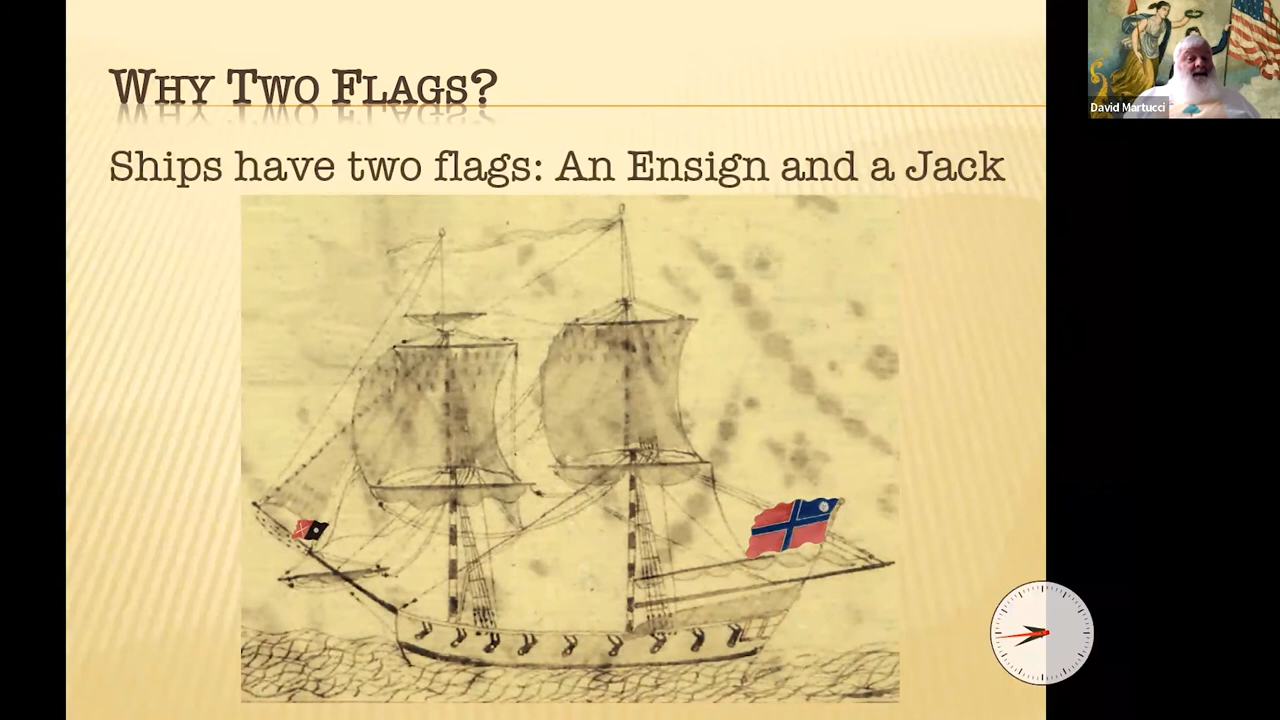 WHY TWO FLAGS?
Ships have two flags: An Ensign and a Jack
David Martucci